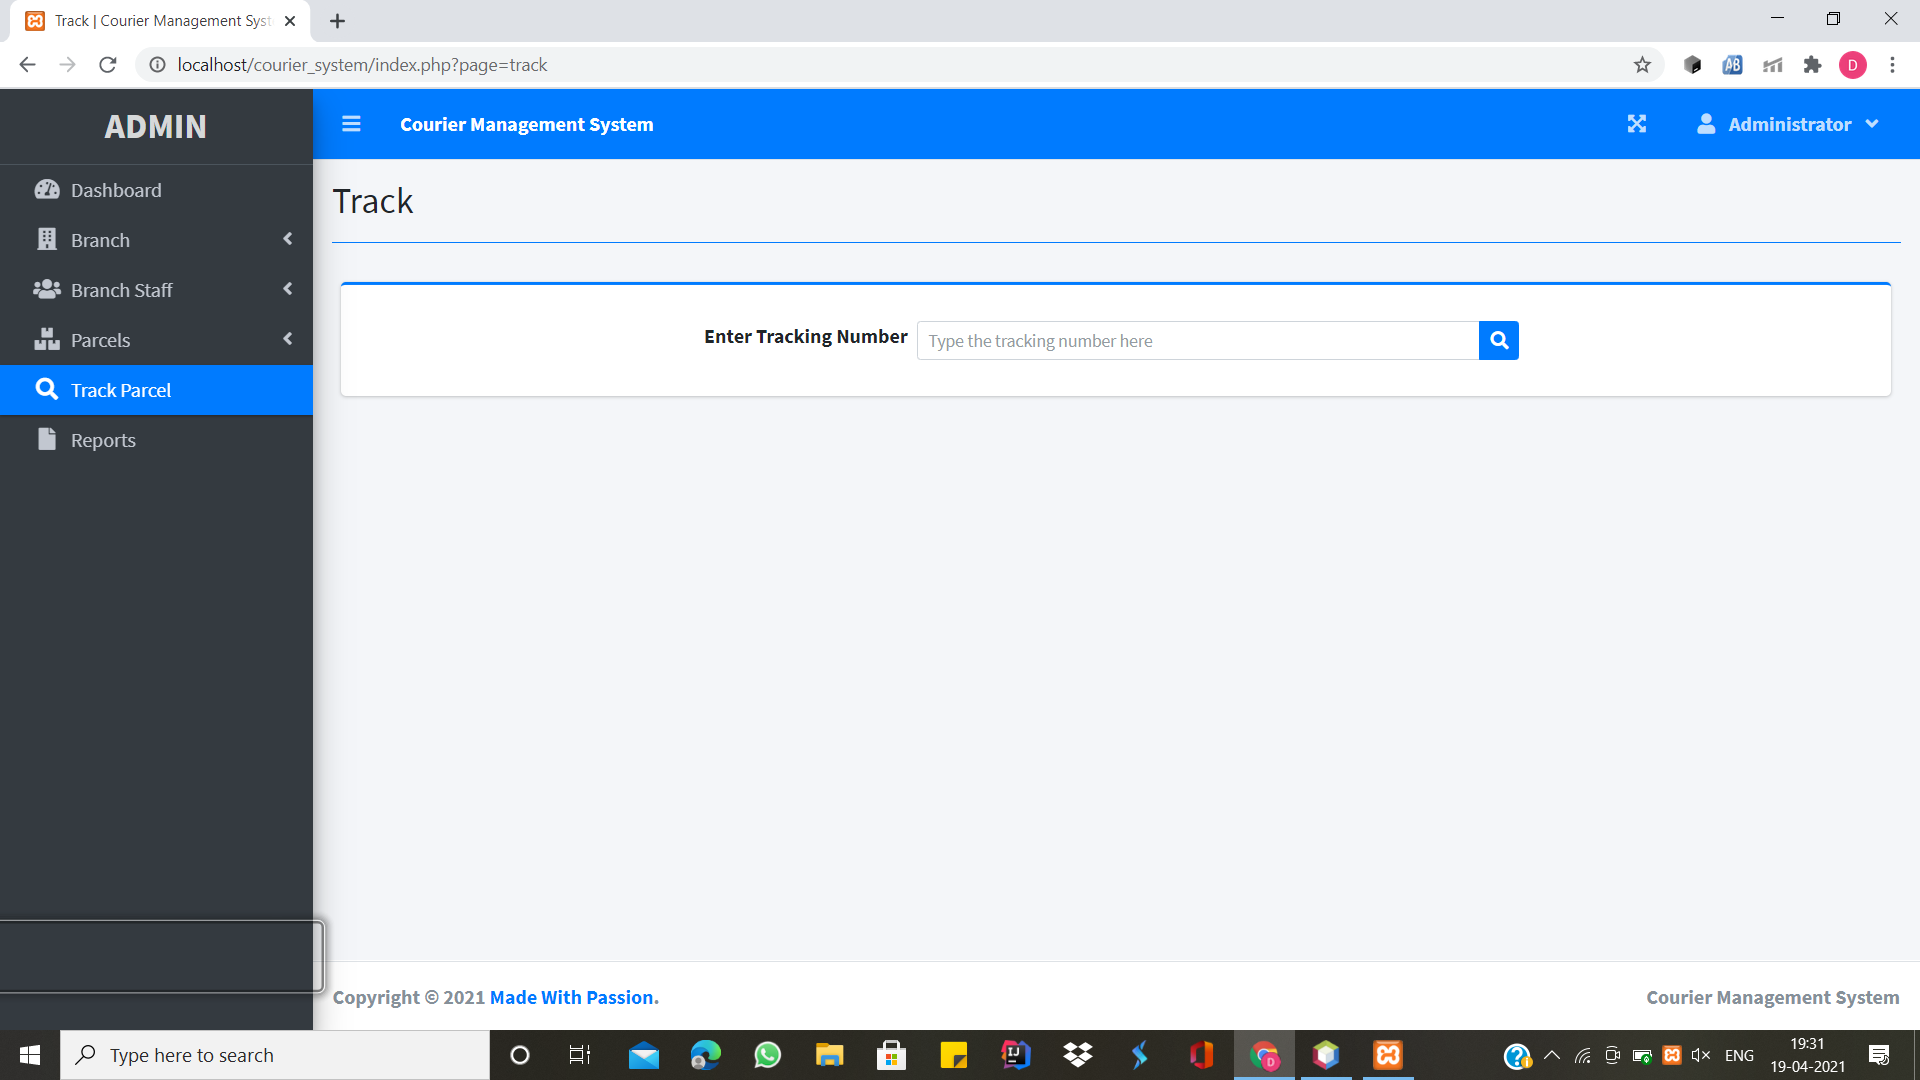 Track | Courier Management Syst
localhost/courier_system/index.php?page=track
AB
D
ADMIN
Courier Management System
Administrator
Dashboard
Branch
Branch Staff
Parcels
Track Parcel
Reports
Track
Enter Tracking Number
Type the tracking number here
Copyright © 2021 Made With Passion.
Courier Management System
Type here to search
IJ
D
ENG
19:31
19-04-2021